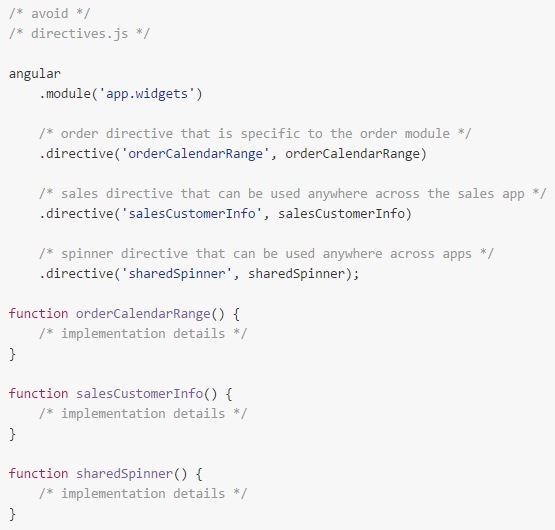 /* avoid */
/* directives.js */
angular
.module('app.widgets')
/* order directive that is specific to the order module */
.directive('orderCalendarRange', orderCalendarRange)
/* sales directive that can be used anywhere across the sales app */
.directive('salesCustomerInfo', salesCustomerInfo)
/* spinner directive that can be used anywhere across apps */
.directive('sharedSpinner', sharedSpinner);
function orderCalendarRange() {
/* implementation details */
}
function salesCustomerInfo() {
/* implementation details */
}
function sharedSpinner() {
/* implementation details */
}